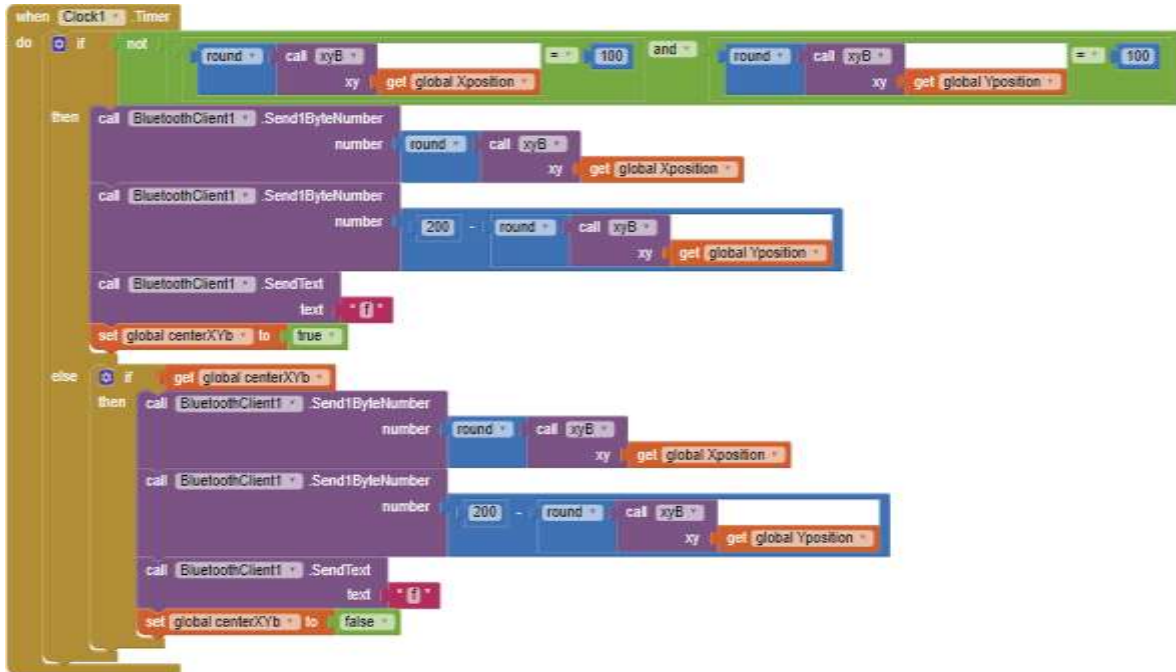 when Clock1 .Timer
do if not round call xyB = 100 and round call xyB = 100
xy get global Xposition xy get global Yposition
then call BluetoothClient1 .Send1ByteNumber
number round call xyB
xy get global Xposition
call BluetoothClient1 .Send1ByteNumber
number 200 - round call xyB
xy get global Yposition
call BluetoothClient1 .SendText
text " f "
set global centerXYb to true
else if get global centerXYb
then call BluetoothClient1 .Send1ByteNumber
number round call xyB
xy get global Xposition
call BluetoothClient1 .Send1ByteNumber
number 200 - round call xyB
xy get global Yposition
call BluetoothClient1 .SendText
text " f "
set global centerXYb to false